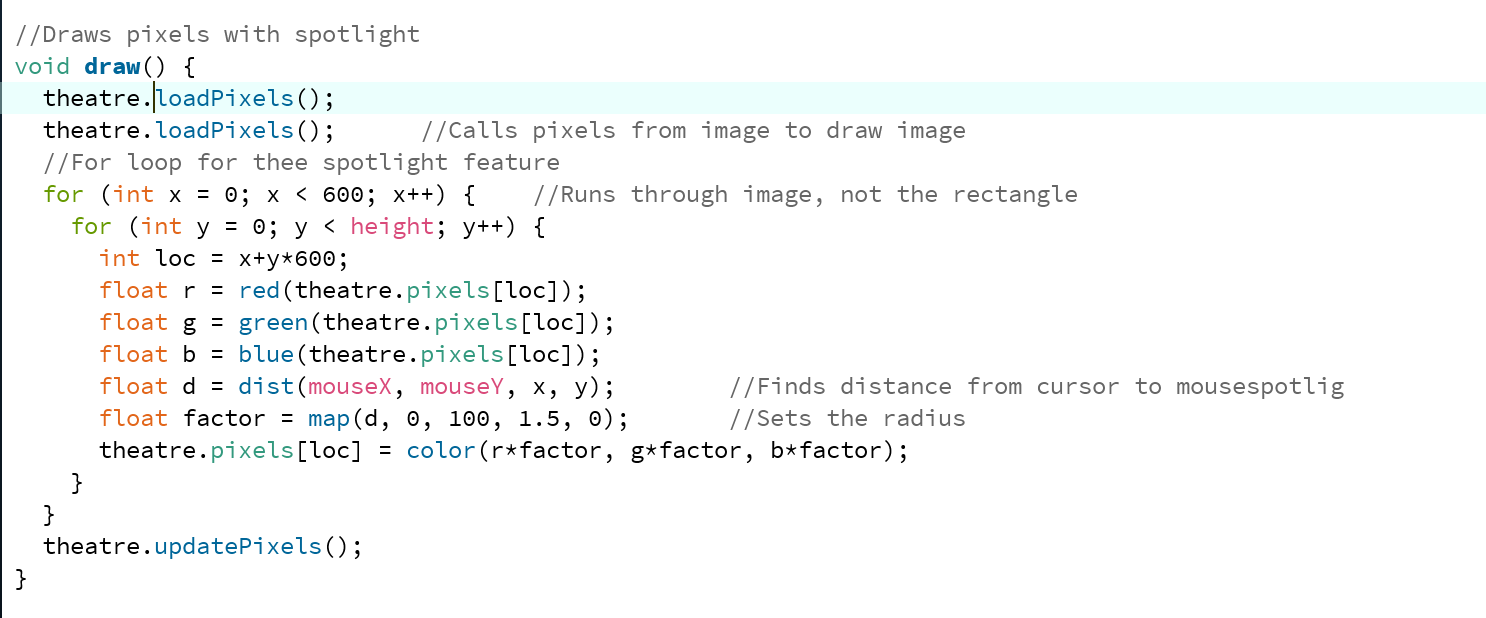 //Draws pixels with spotlight
void draw() {
  theatre.loadPixels();
  theatre.loadPixels();      //Calls pixels from image to draw image
  //For loop for thee spotlight feature
  for (int x = 0; x < 600; x++) {    //Runs through image, not the rectangle
    for (int y = 0; y < height; y++) {
      int loc = x+y*600;
      float r = red(theatre.pixels[loc]);
      float g = green(theatre.pixels[loc]);
      float b = blue(theatre.pixels[loc]);
      float d = dist(mouseX, mouseY, x, y);        //Finds distance from cursor to mousespotlig
      float factor = map(d, 0, 100, 1.5, 0);       //Sets the radius
      theatre.pixels[loc] = color(r*factor, g*factor, b*factor);
    }
  }
  theatre.updatePixels();
}